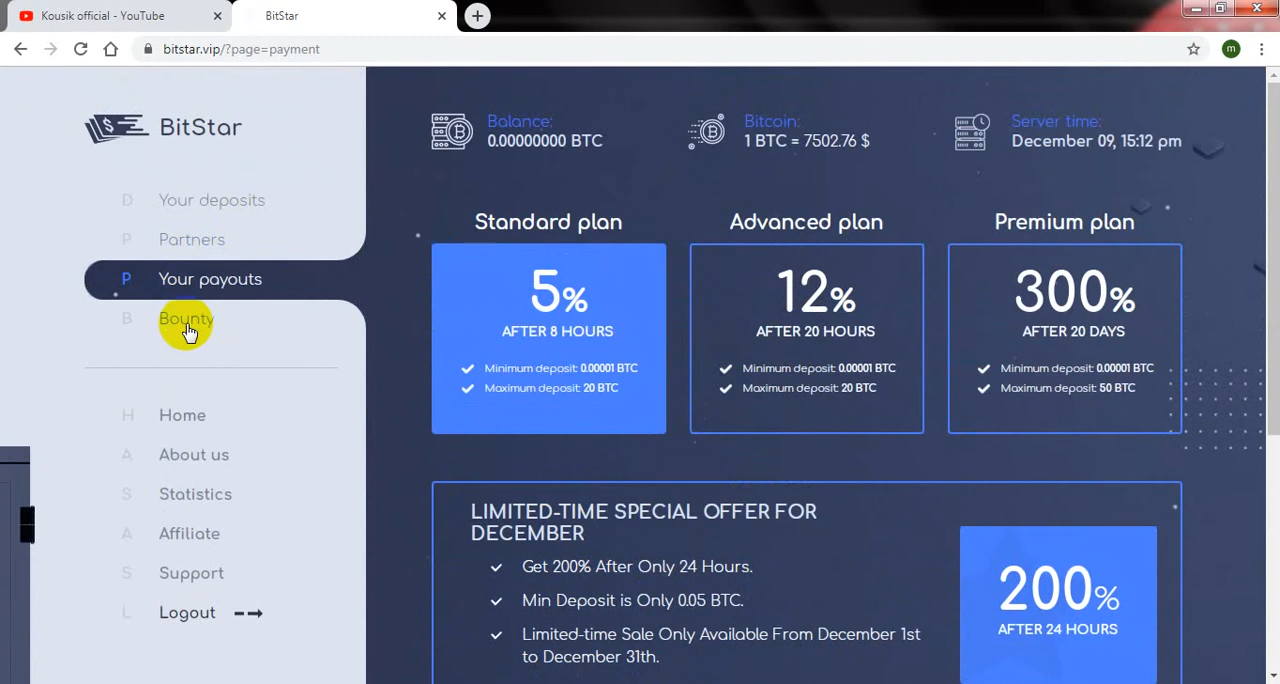 Kousik official - YouTube
BitStar
bitstar.vip/?page=payment
m
BitStar
D Your deposits
P Partners
P Your payouts
B Bounty
H Home
A About us
S Statistics
A Affiliate
S Support
L Logout
Balance:
0.00000000 BTC
Bitcoin:
1 BTC = 7502.76 $
Server time:
December 09, 15:12 pm
Standard plan
5%
AFTER 8 HOURS
Minimum deposit: 0.00001 BTC
Maximum deposit: 20 BTC
Advanced plan
12%
AFTER 20 HOURS
Minimum deposit: 0.00001 BTC
Maximum deposit: 20 BTC
Premium plan
300%
AFTER 20 DAYS
Minimum deposit: 0.00001 BTC
Maximum deposit: 50 BTC
LIMITED-TIME SPECIAL OFFER FOR
DECEMBER
Get 200% After Only 24 Hours.
Min Deposit is Only 0.05 BTC.
Limited-time Sale Only Available From December 1st
to December 31th.
200%
AFTER 24 HOURS